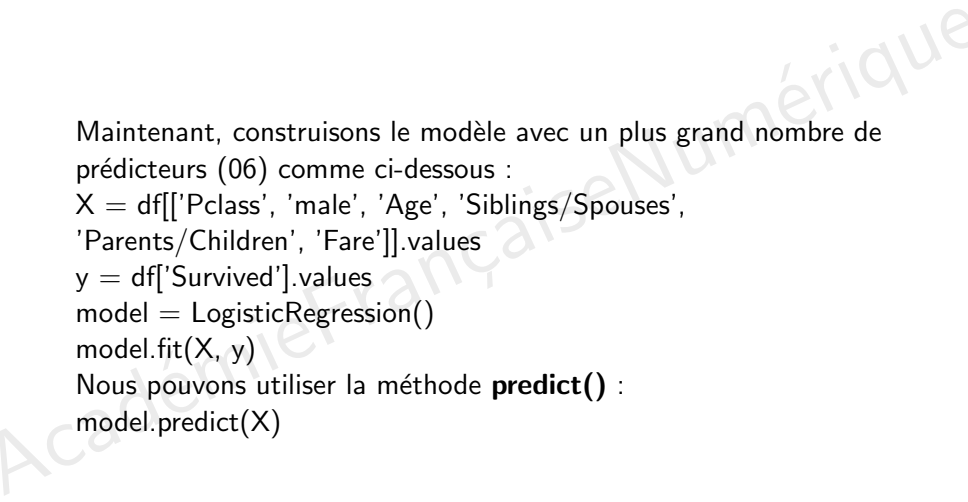 Maintenant, construisons le modèle avec un plus grand nombre de
prédicteurs (06) comme ci-dessous :
X = df[['Pclass', 'male', 'Age', 'Siblings/Spouses',
'Parents/Children', 'Fare']].values
y = df['Survived'].values
model = LogisticRegression()
model.fit(X, y)
Nous pouvons utiliser la méthode predict() :
model.predict(X)
AcadémieFrançaiseNumérique